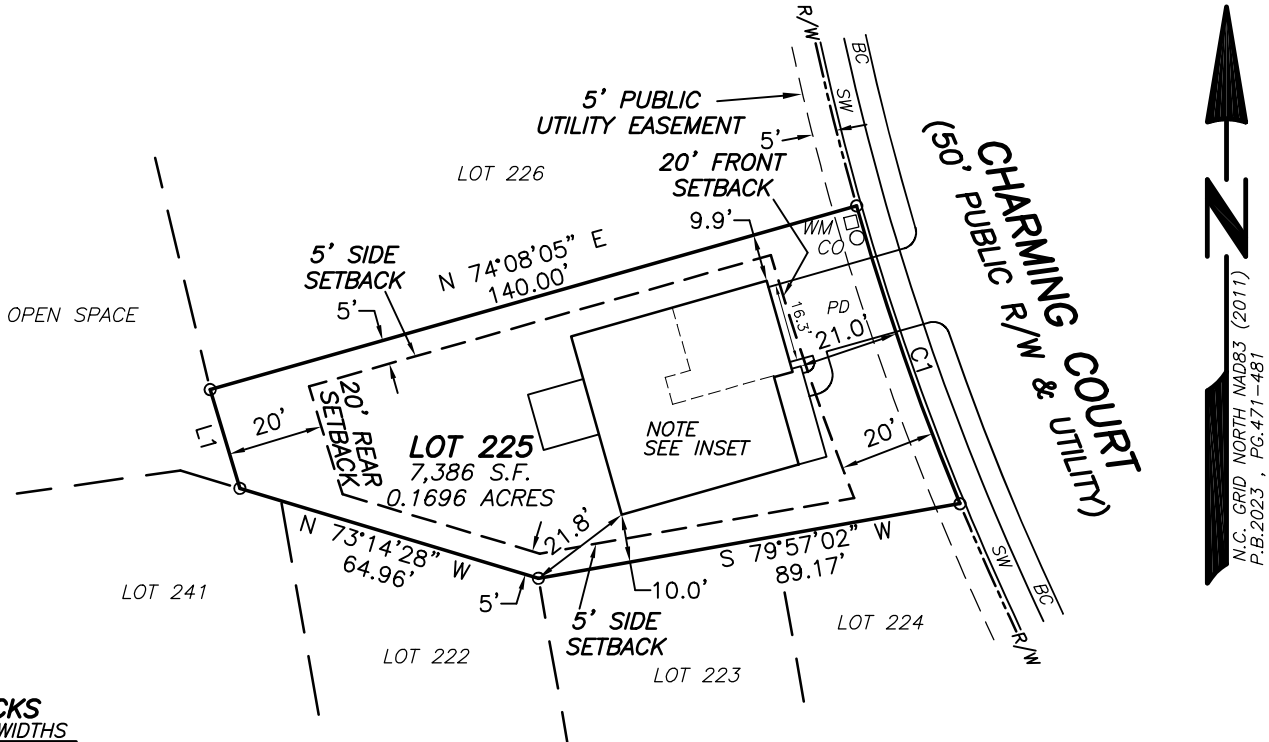 R/W
BC
SW
5' PUBLIC
UTILITY EASEMENT
5'
20' FRONT
SETBACK
LOT 226
9.9'
WM
CO
CHARMING COURT
(50' PUBLIC R/W & UTILITY)
N
N.C. GRID NORTH NAD83 (2011)
P.B.2023 , PG.471-481
5' SIDE
SETBACK
N 74°08'05" E
140.00'
5'
OPEN SPACE
PD
16.3'
21.0'
C1
L1
20'
20' REAR
SETBACK
LOT 225
7,386 S.F.
0.1696 ACRES
NOTE
SEE INSET
20'
N 73°14'28" W
64.96'
21.8'
S 79°57'02" W
89.17'
10.0'
5'
5' SIDE
SETBACK
LOT 241
LOT 222
LOT 223
LOT 224
SW
BC
R/W
CKS
WIDTHS